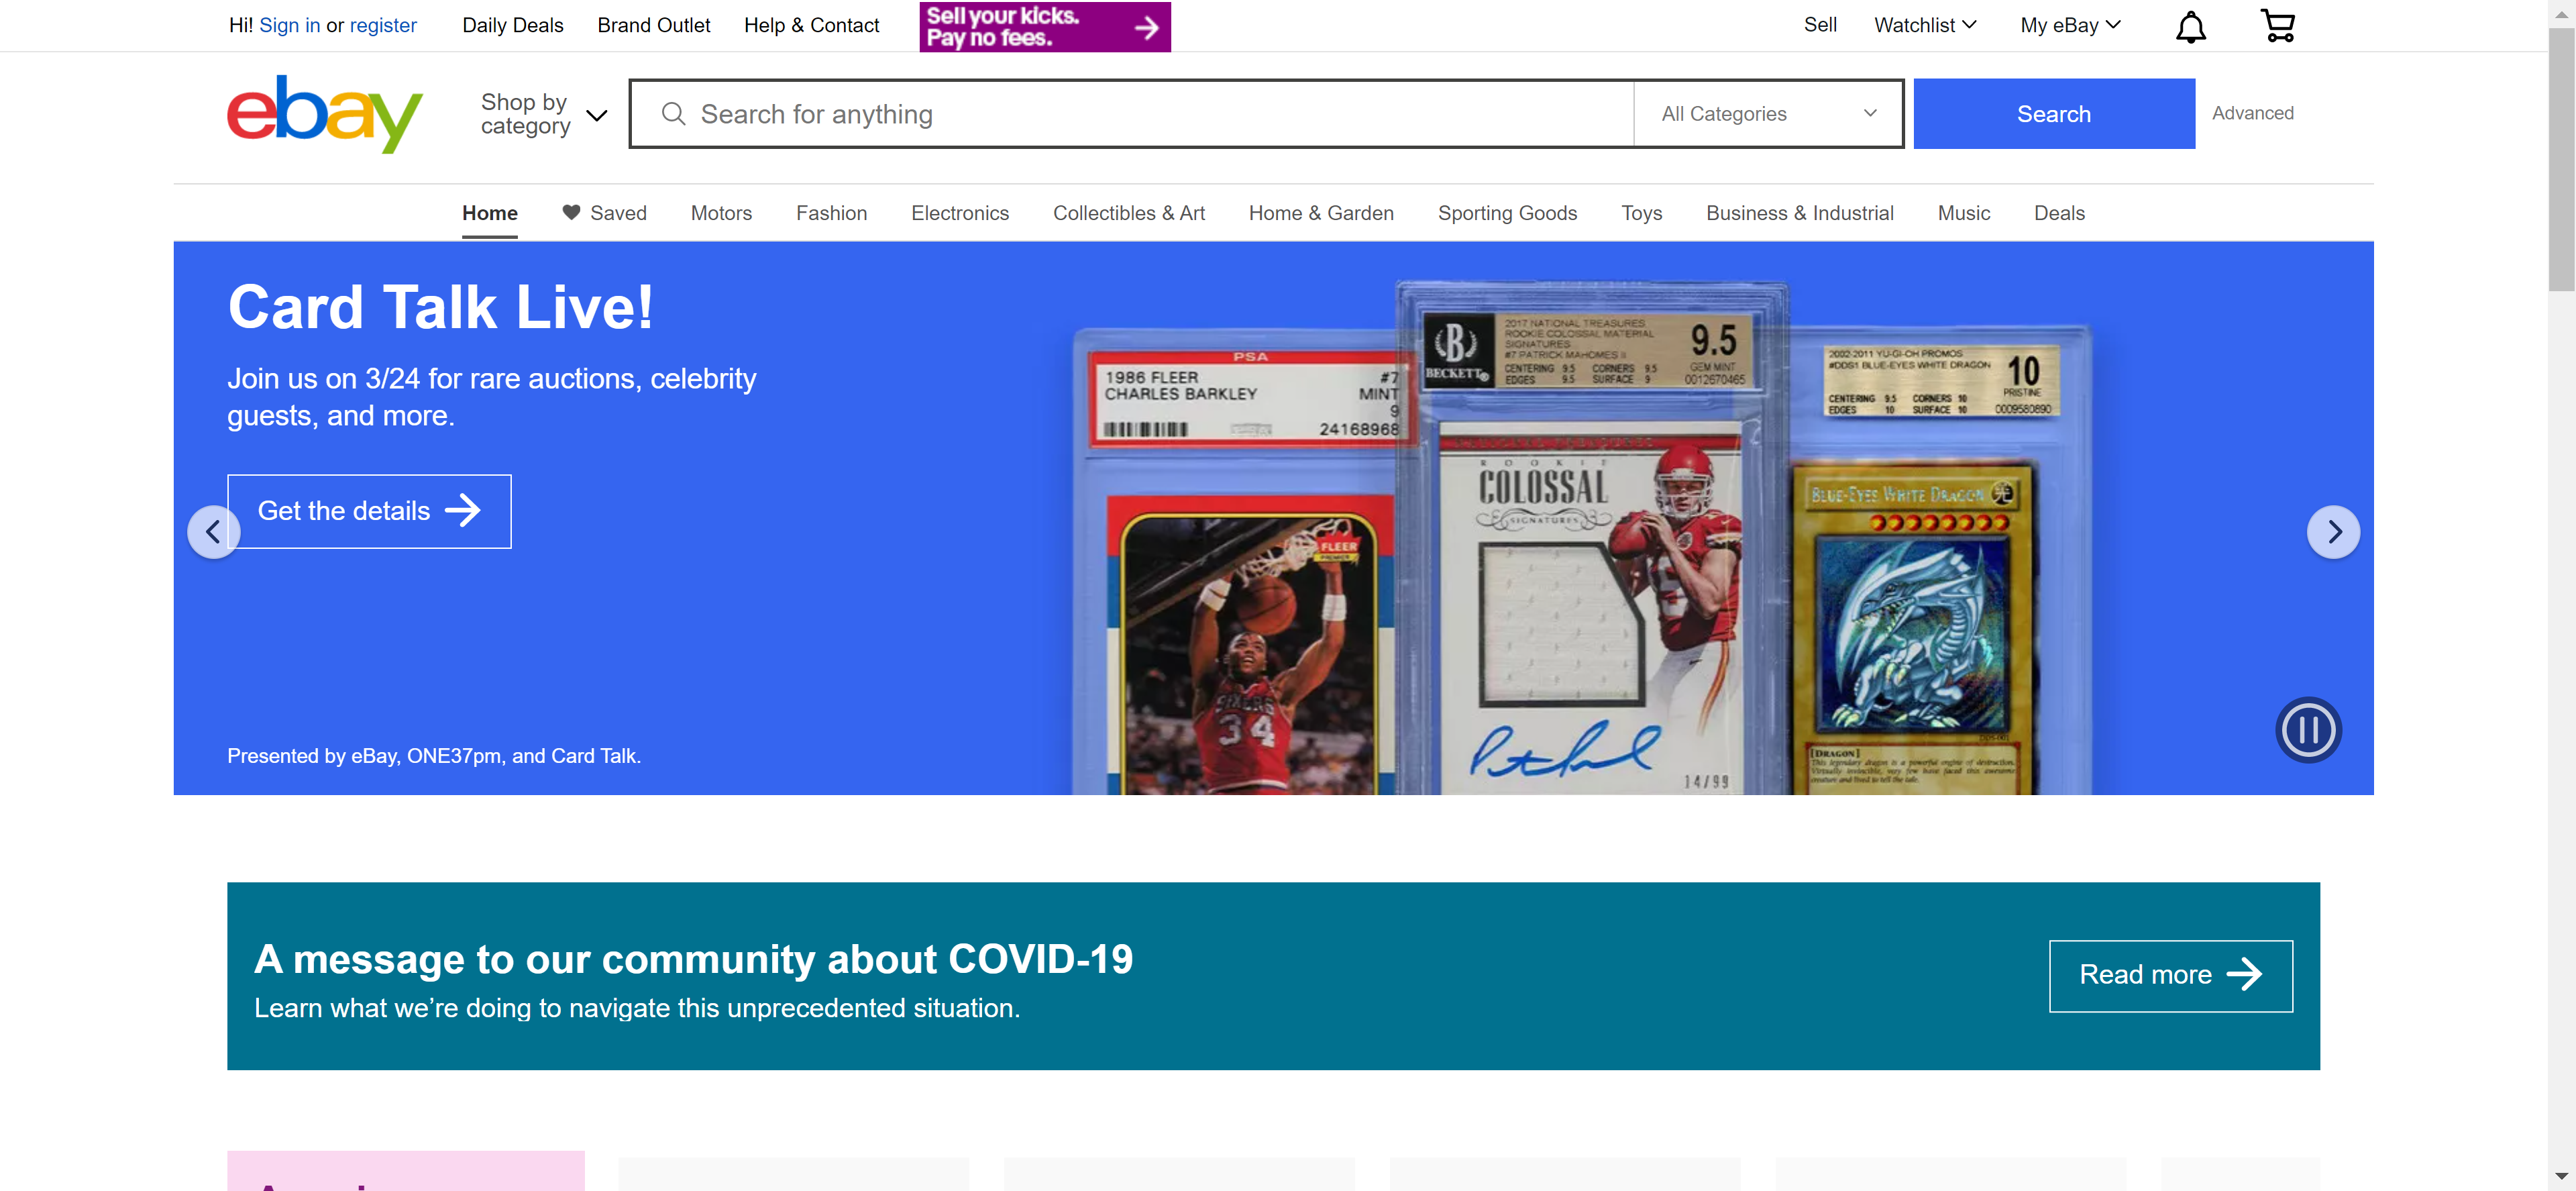 Hi! Sign in or register
Daily Deals
Brand Outlet
Help & Contact
Sell your kicks.
Pay no fees.
Sell
Watchlist
My eBay
ebay
Shop by
category
Search for anything
All Categories
Search
Advanced
Home
Saved
Motors
Fashion
Electronics
Collectibles & Art
Home & Garden
Sporting Goods
Toys
Business & Industrial
Music
Deals
Card Talk Live!
Join us on 3/24 for rare auctions, celebrity
guests, and more.
Get the details
Presented by eBay, ONE37pm, and Card Talk.
PSA
1986 FLEER #7
CHARLES BARKLEY MINT
9
24168968
FLEER
PREMIER
SIXERS
34
B
BECKETT
2017 NATIONAL TREASURES
ROOKIE COLOSSAL MATERIAL
SIGNATURES
#7 PATRICK MAHOMES II
CENTERING 9.5 CORNERS 9.5
EDGES 9.5 SURFACE 9
9.5
GEM MINT
0012670465
ROOKIE
COLOSSAL
SIGNATURES
15
14/99
2002-2011 YU-GI-OH PROMOS
#DDS1 BLUE-EYES WHITE DRAGON
CENTERING 9.5 CORNERS 10
EDGES 10 SURFACE 10
10
PRISTINE
0009580890
BLUE-EYES WHITE DRAGON
DDS-001
[DRAGON]
This legendary dragon is a powerful engine of destruction.
Virtually invincible, very few have faced this awesome
creature and lived to tell the tale.
A message to our community about COVID-19
Learn what we're doing to navigate this unprecedented situation.
Read more